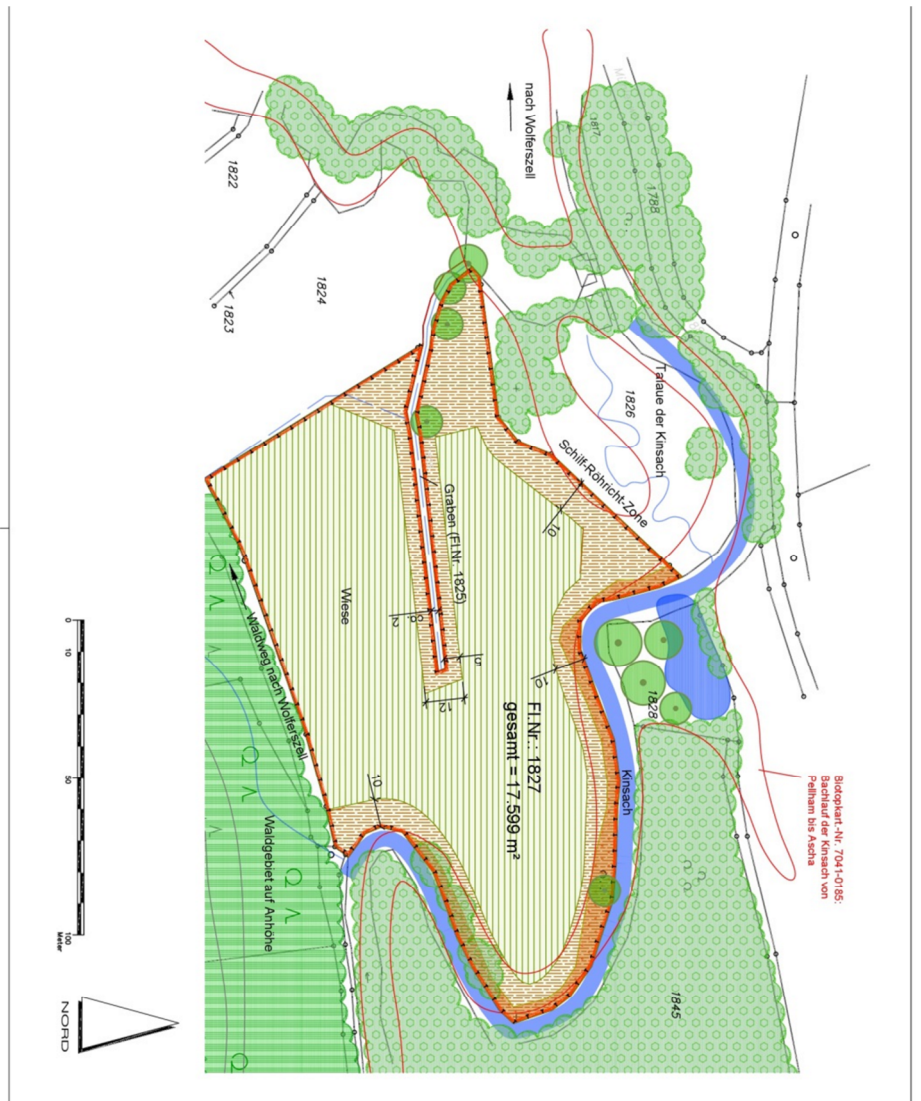 nach Wolferszell
1817
1788
1822
1824
1823
1826
Talaue der Kinsach
Schilf-Röhricht-Zone
10
Graben (Fl.Nr. 1825)
Wiese
8.2
5
12
10
Fl.Nr.: 1827
gesamt = 17.599 m²
1828
Kinsach
Biotopkart.-Nr. 7041-0185:
Bachlauf der Kinsach von
Pellham bis Ascha
Waldweg nach Wolferszell
10
Waldgebiet auf Anhöhe
1845
0
10
50
100
Meter
NORD